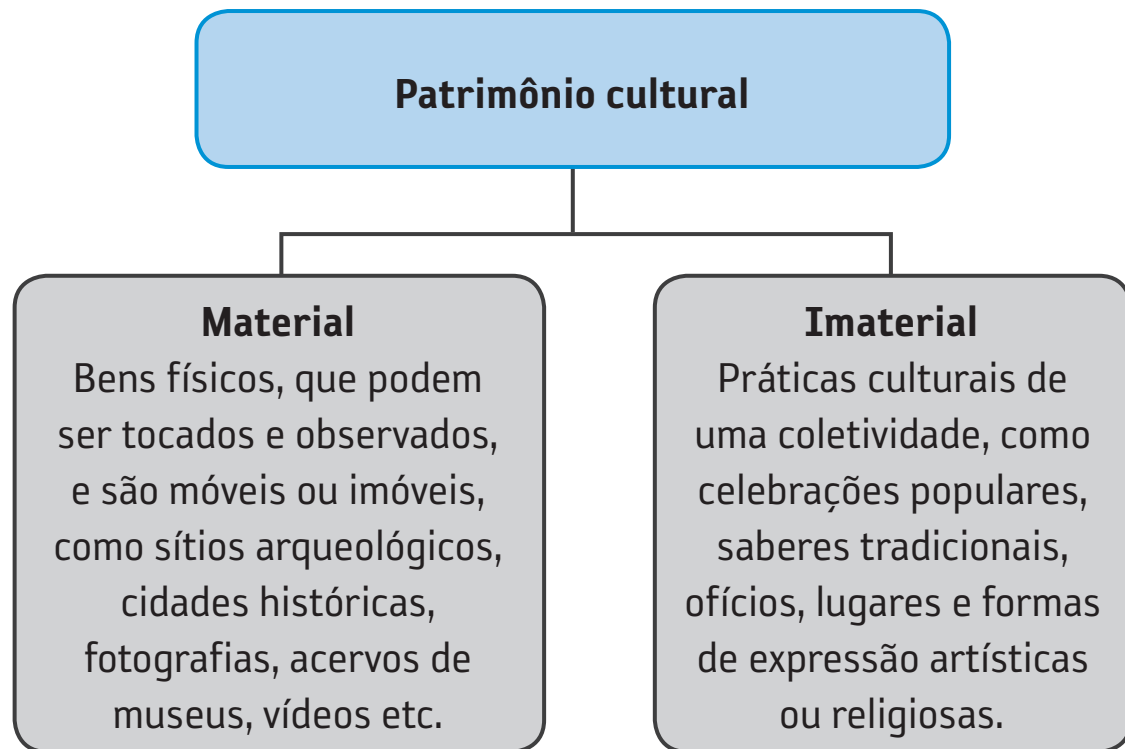 Patrimônio cultural
Material
Bens físicos, que podem
ser tocados e observados,
e são móveis ou imóveis,
como sítios arqueológicos,
cidades históricas,
fotografias, acervos de
museus, vídeos etc.
Imaterial
Práticas culturais de
uma coletividade, como
celebrações populares,
saberes tradicionais,
ofícios, lugares e formas
de expressão artísticas
ou religiosas.